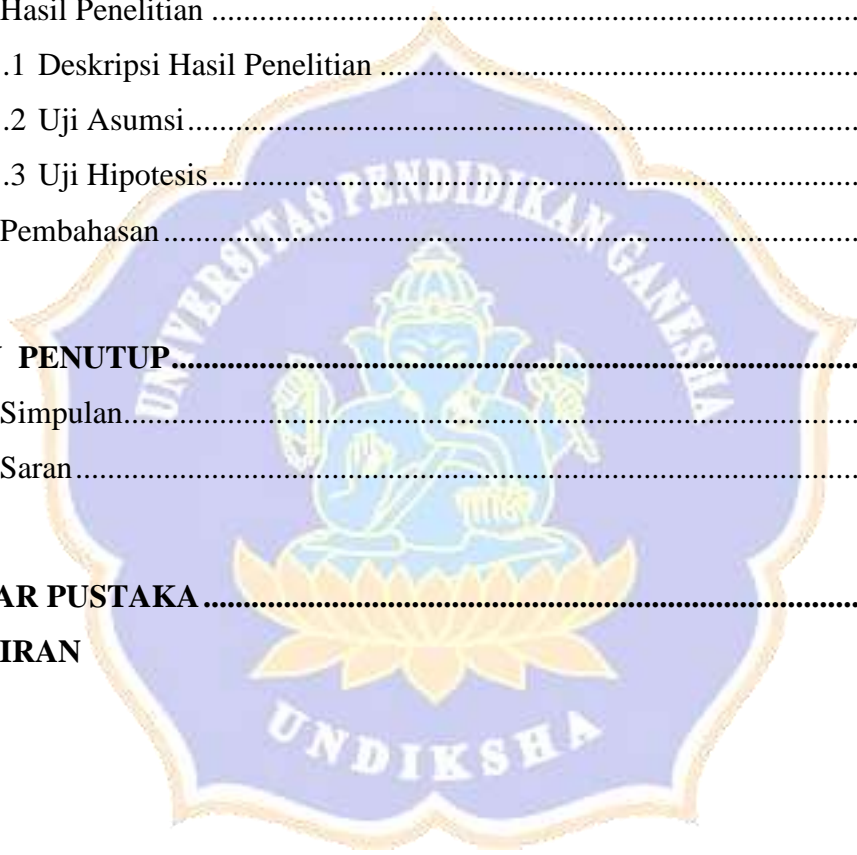 Hasil Penelitian ........................................................................
.1 Deskripsi Hasil Penelitian ........................................................................
.2 Uji Asumsi ........................................................................
.3 Uji Hipotesis ........................................................................
Pembahasan ........................................................................
PENUTUP ........................................................................
Simpulan ........................................................................
Saran ........................................................................
AR PUSTAKA ........................................................................
IRAN
UNIVERSITAS PENDIDIKAN GANESHA
UNDIKSHA